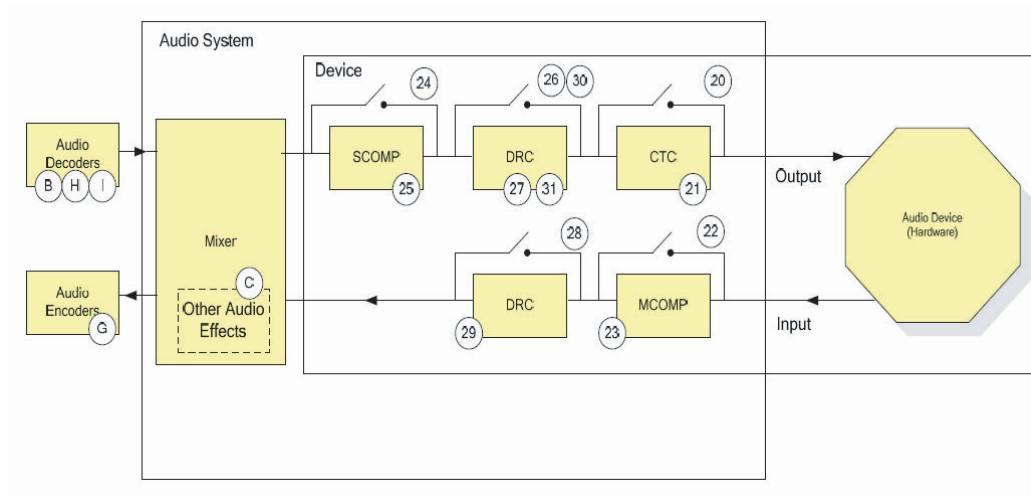 Audio System
Device
24
26 30
20
Audio
Decoders
B H I
SCOMP
25
DRC
27 31
CTC
21
Output
Audio Device
(Hardware)
Mixer
C
Other Audio
Effects
28
22
Audio
Encoders
G
DRC
29
MCOMP
23
Input